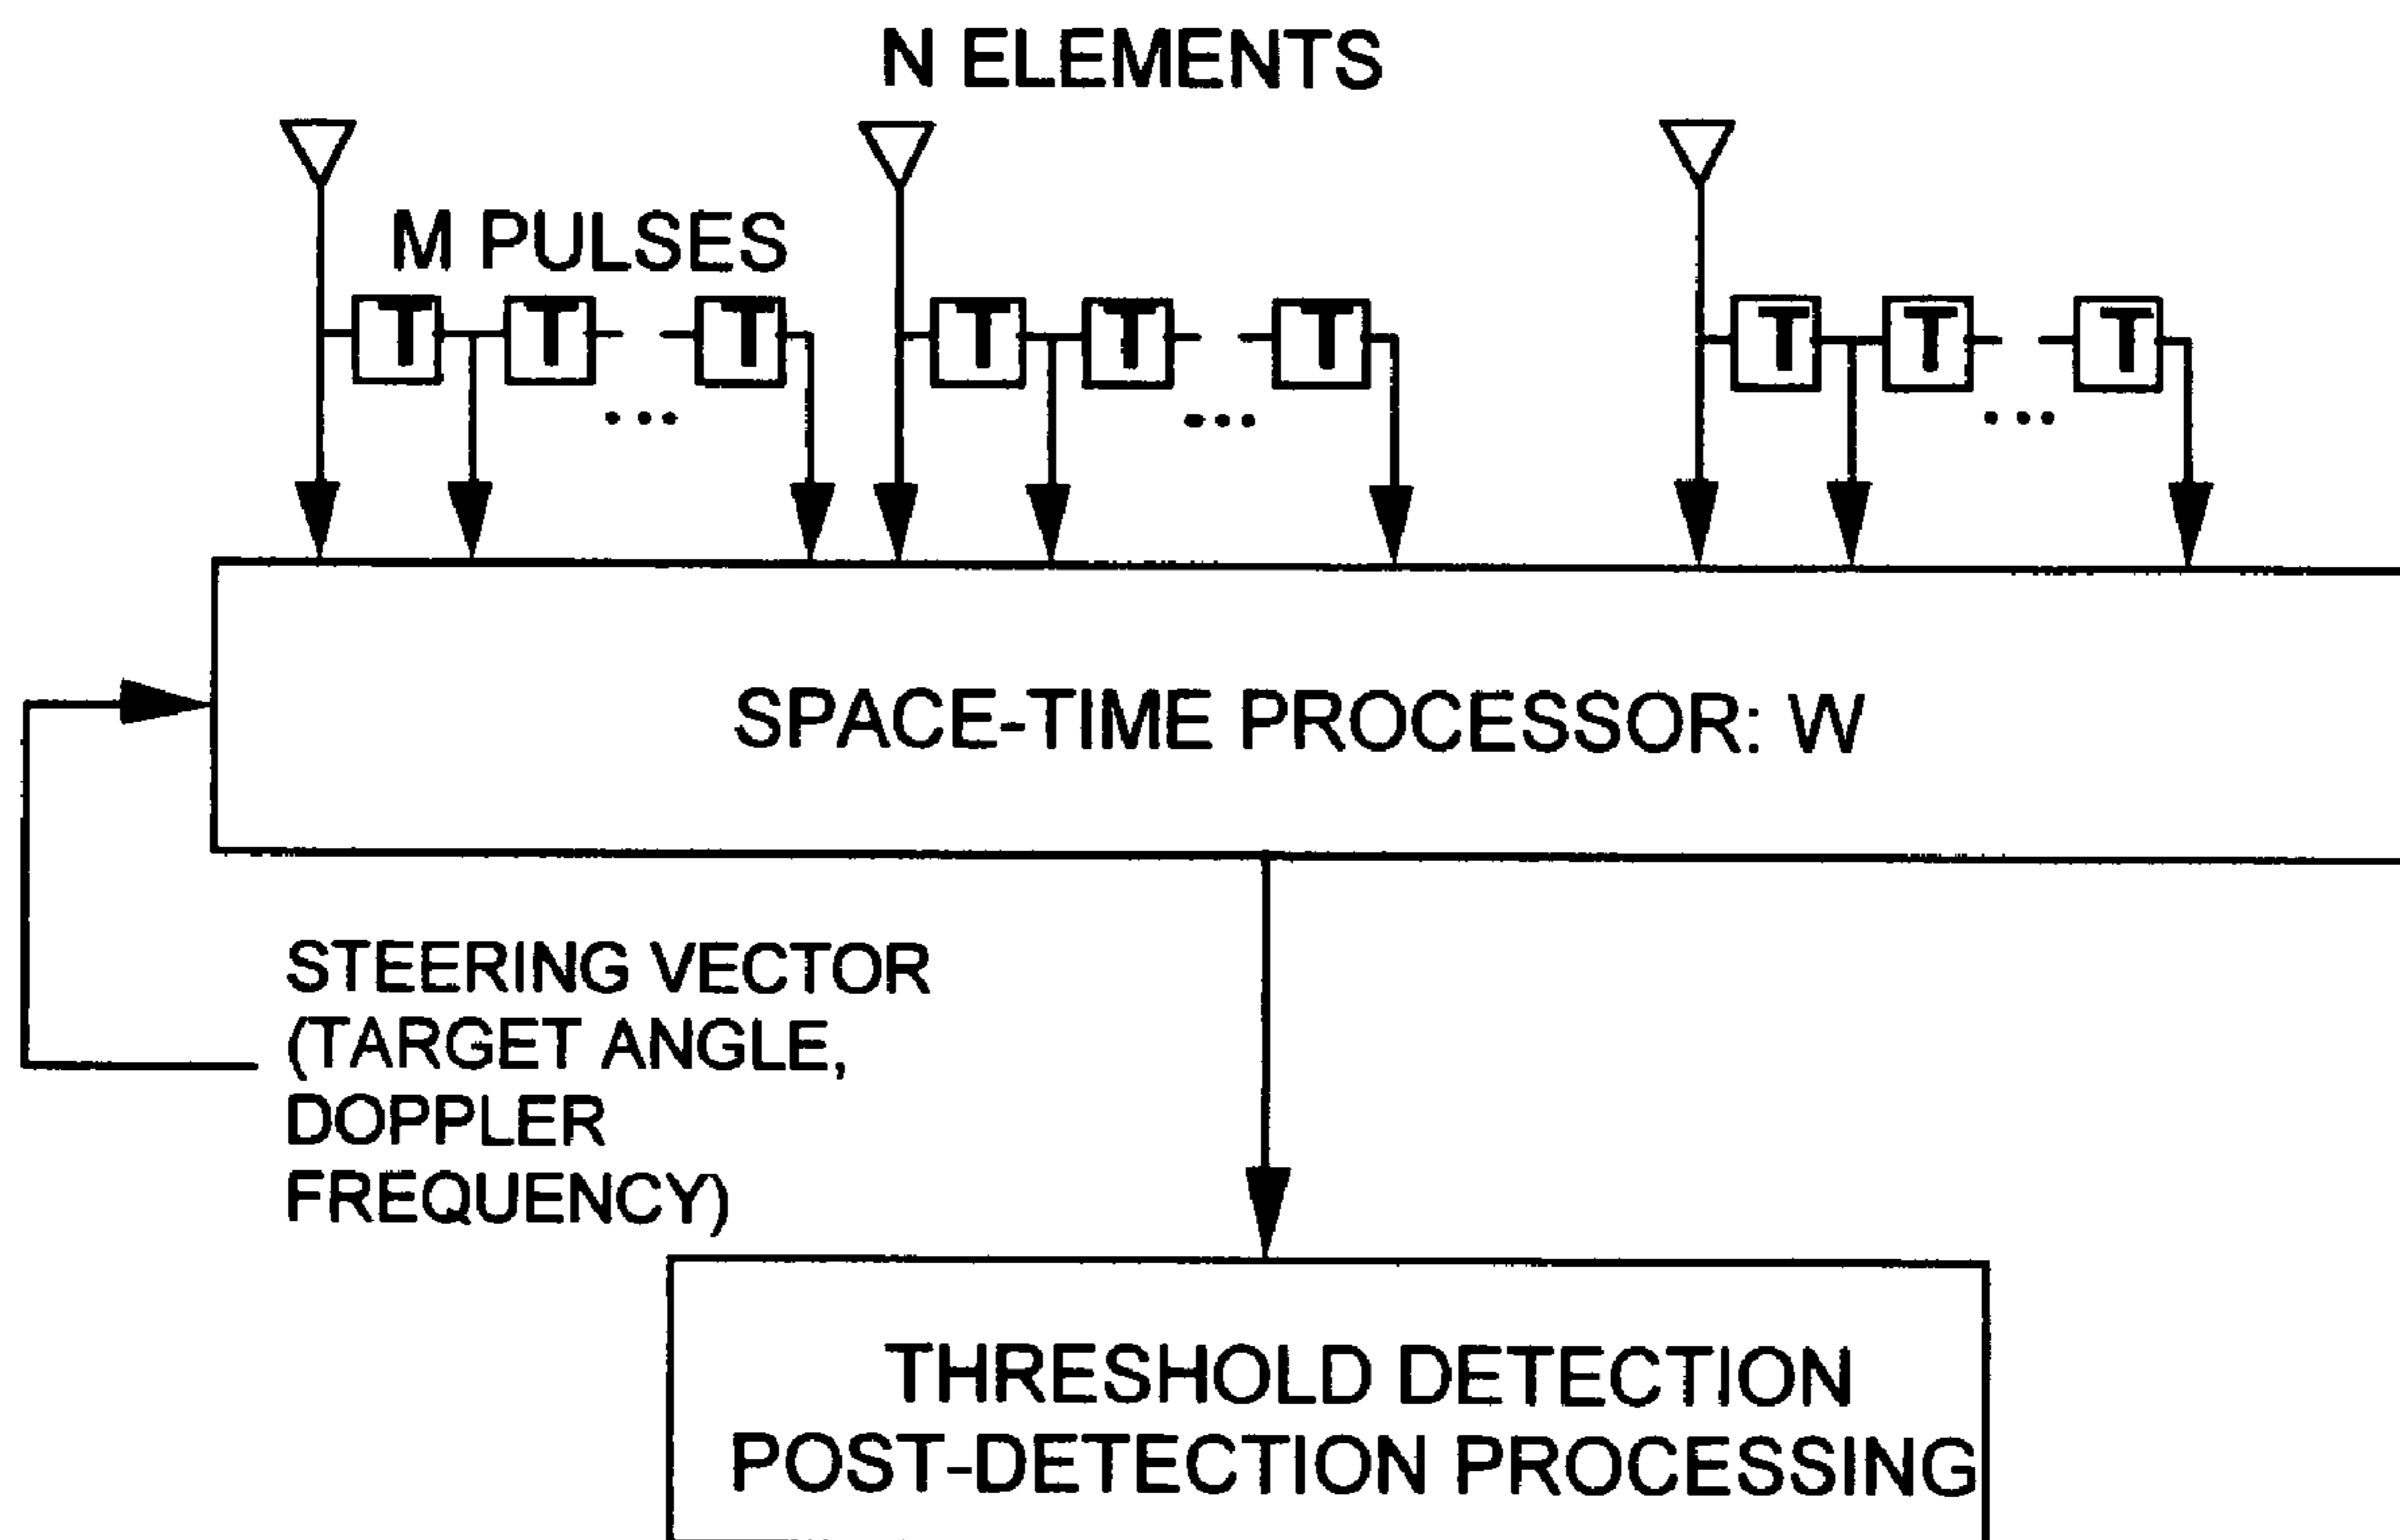 N ELEMENTS
M PULSES
T T T T T T T T T
SPACE-TIME PROCESSOR: W
STEERING VECTOR
(TARGET ANGLE,
DOPPLER
FREQUENCY)
THRESHOLD DETECTION
POST-DETECTION PROCESSING